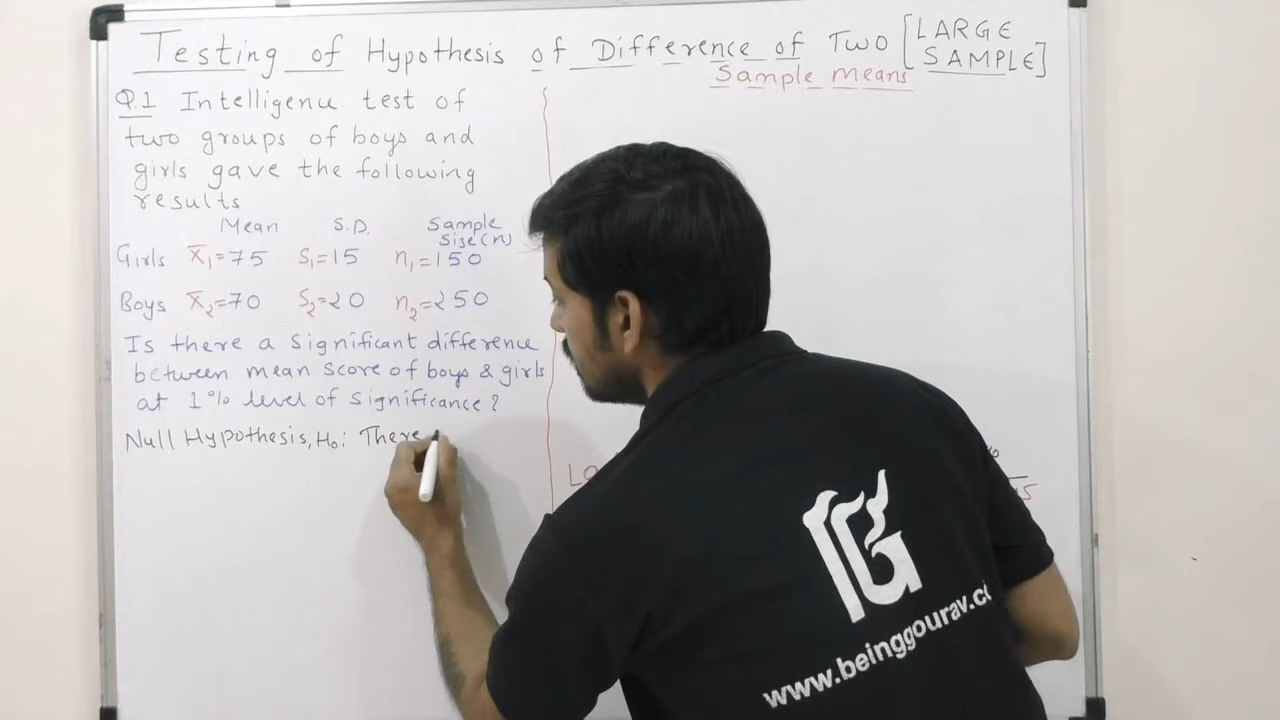 Testing of Hypothesis of Difference of Two [LARGE SAMPLE]
Sample means
Q.1 Intelligenu test of
two groups of boys and
girls gave the following
results
Mean S.D. Sample Size(n)
Girls X̄₁=75 S₁=15 n₁=150
Boys X̄₂=70 S₂=20 n₂=250
Is there a significant difference
between mean score of boys & girls
at 1% level of significance?
Null Hypothesis, H₀: There
www.beinggourav.c